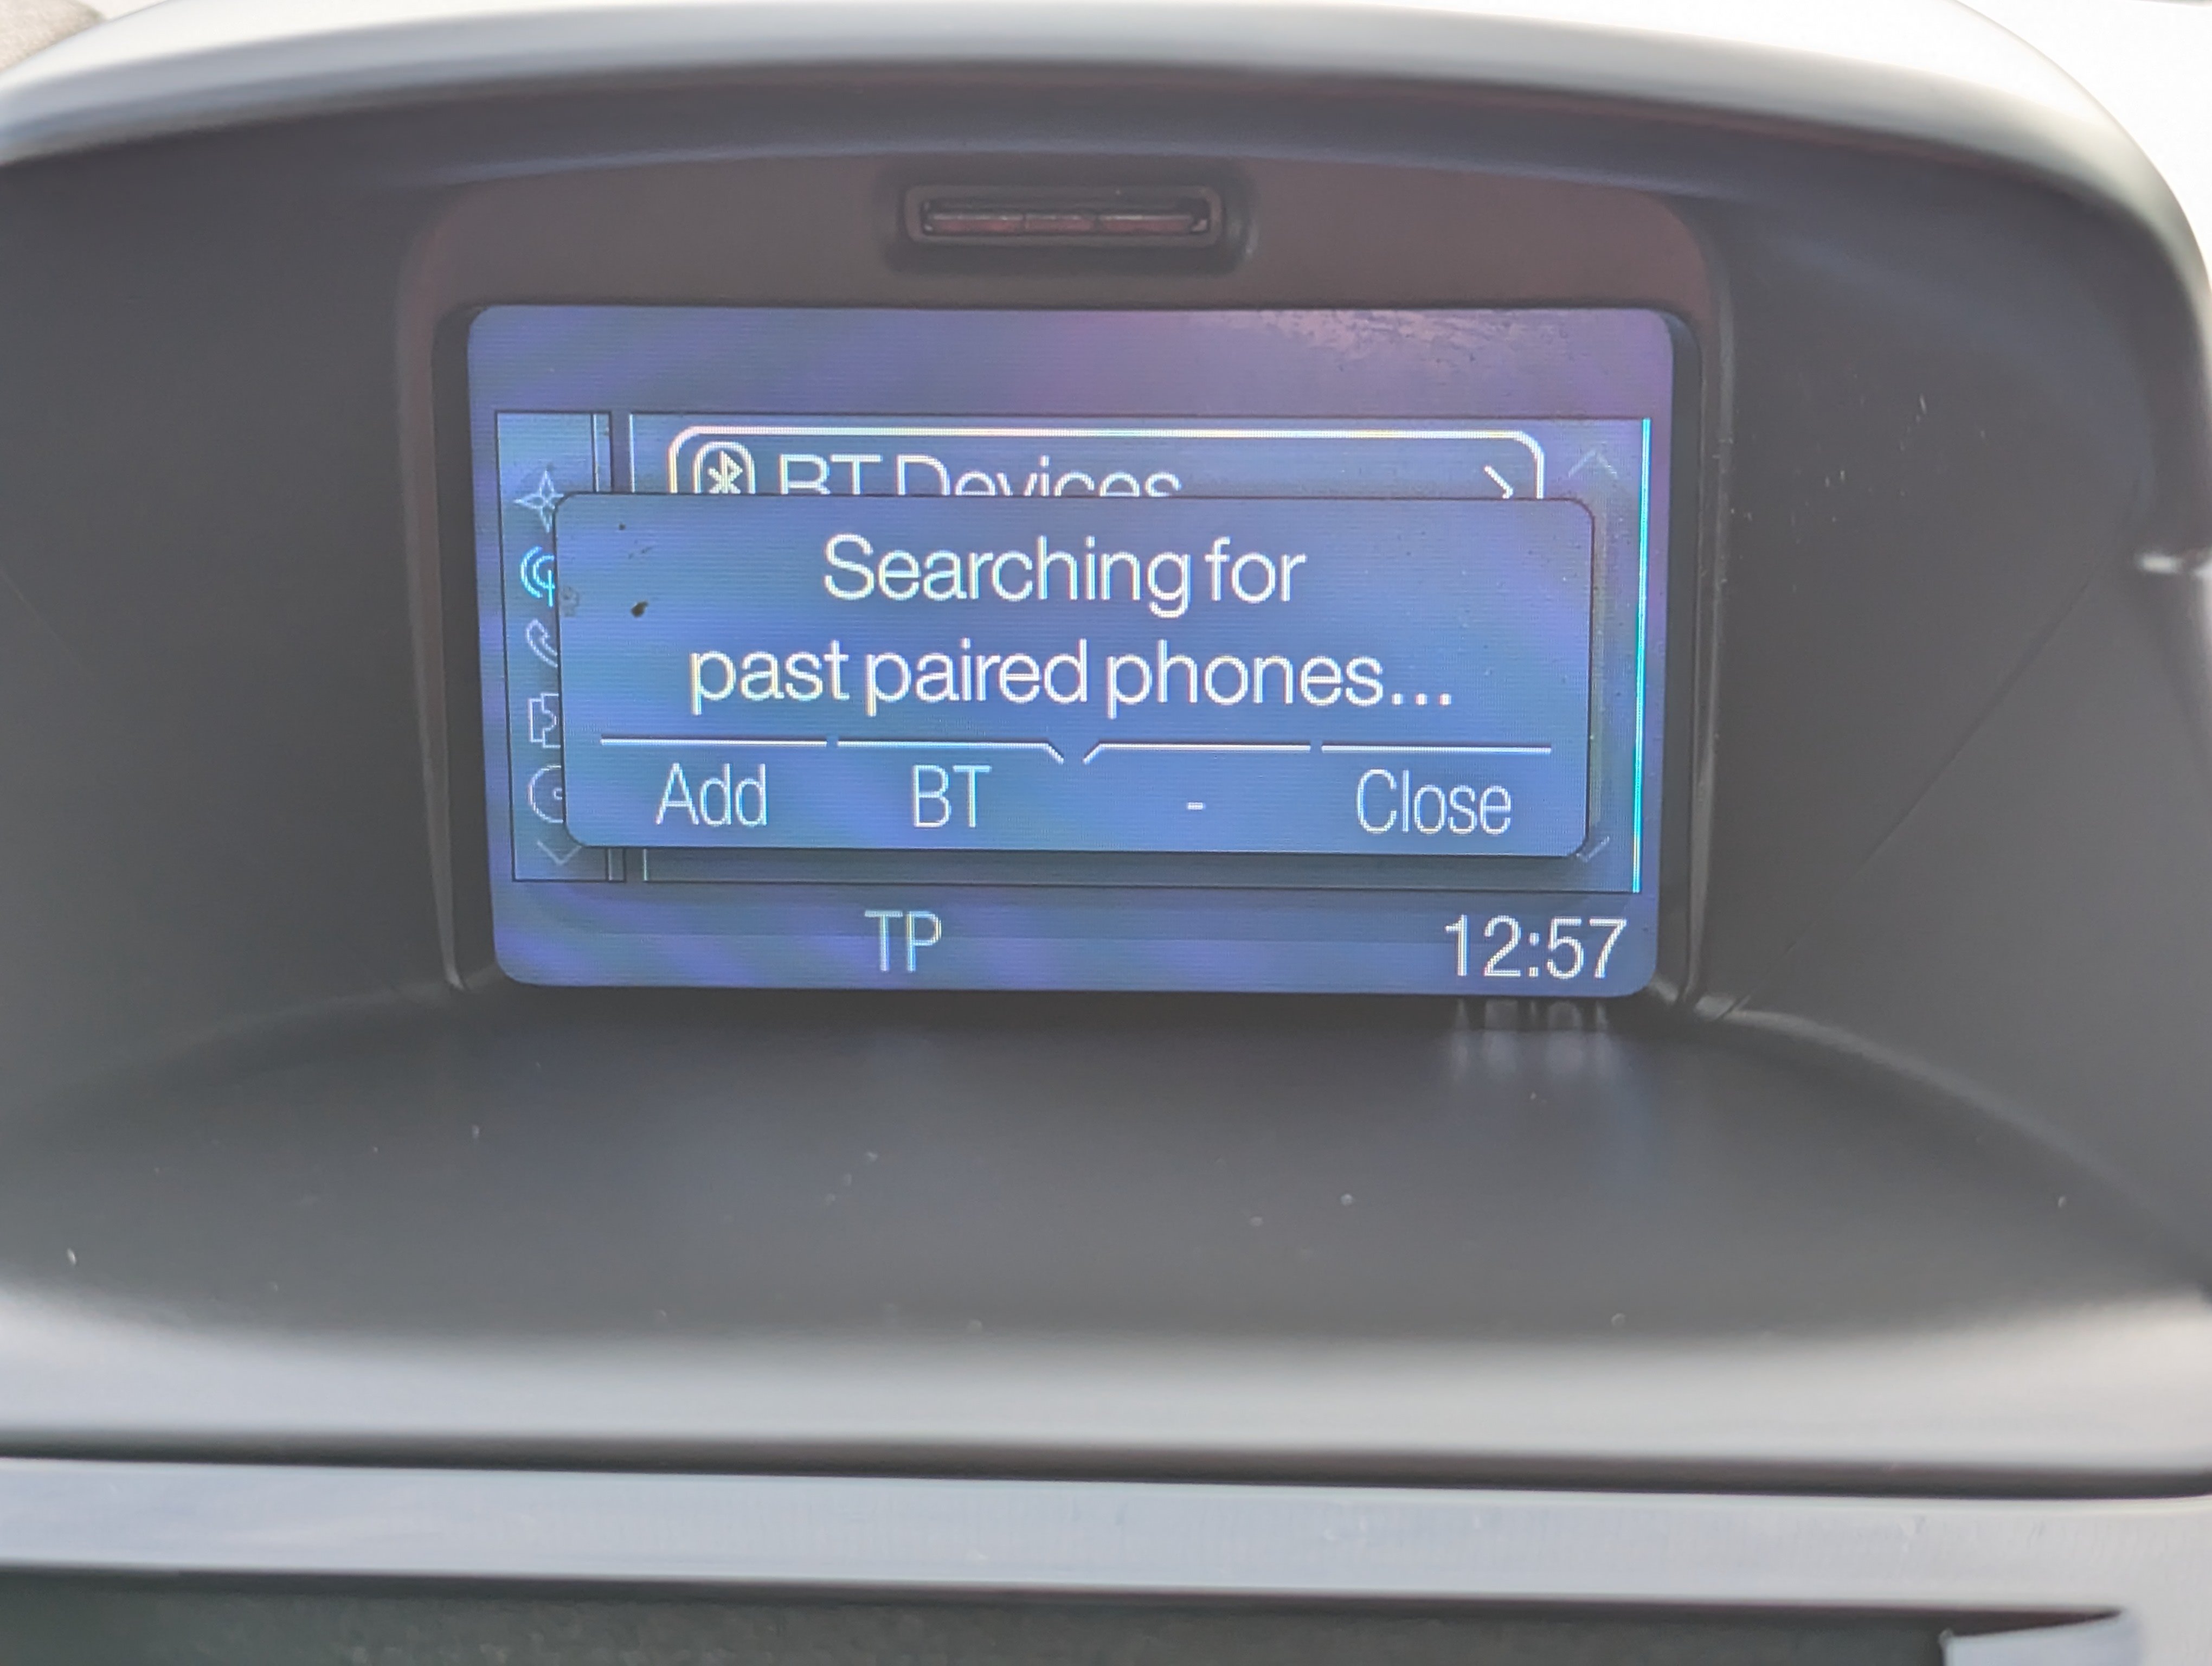 BT Devices
Searching for
past paired phones...
Add BT - Close
TP 12:57